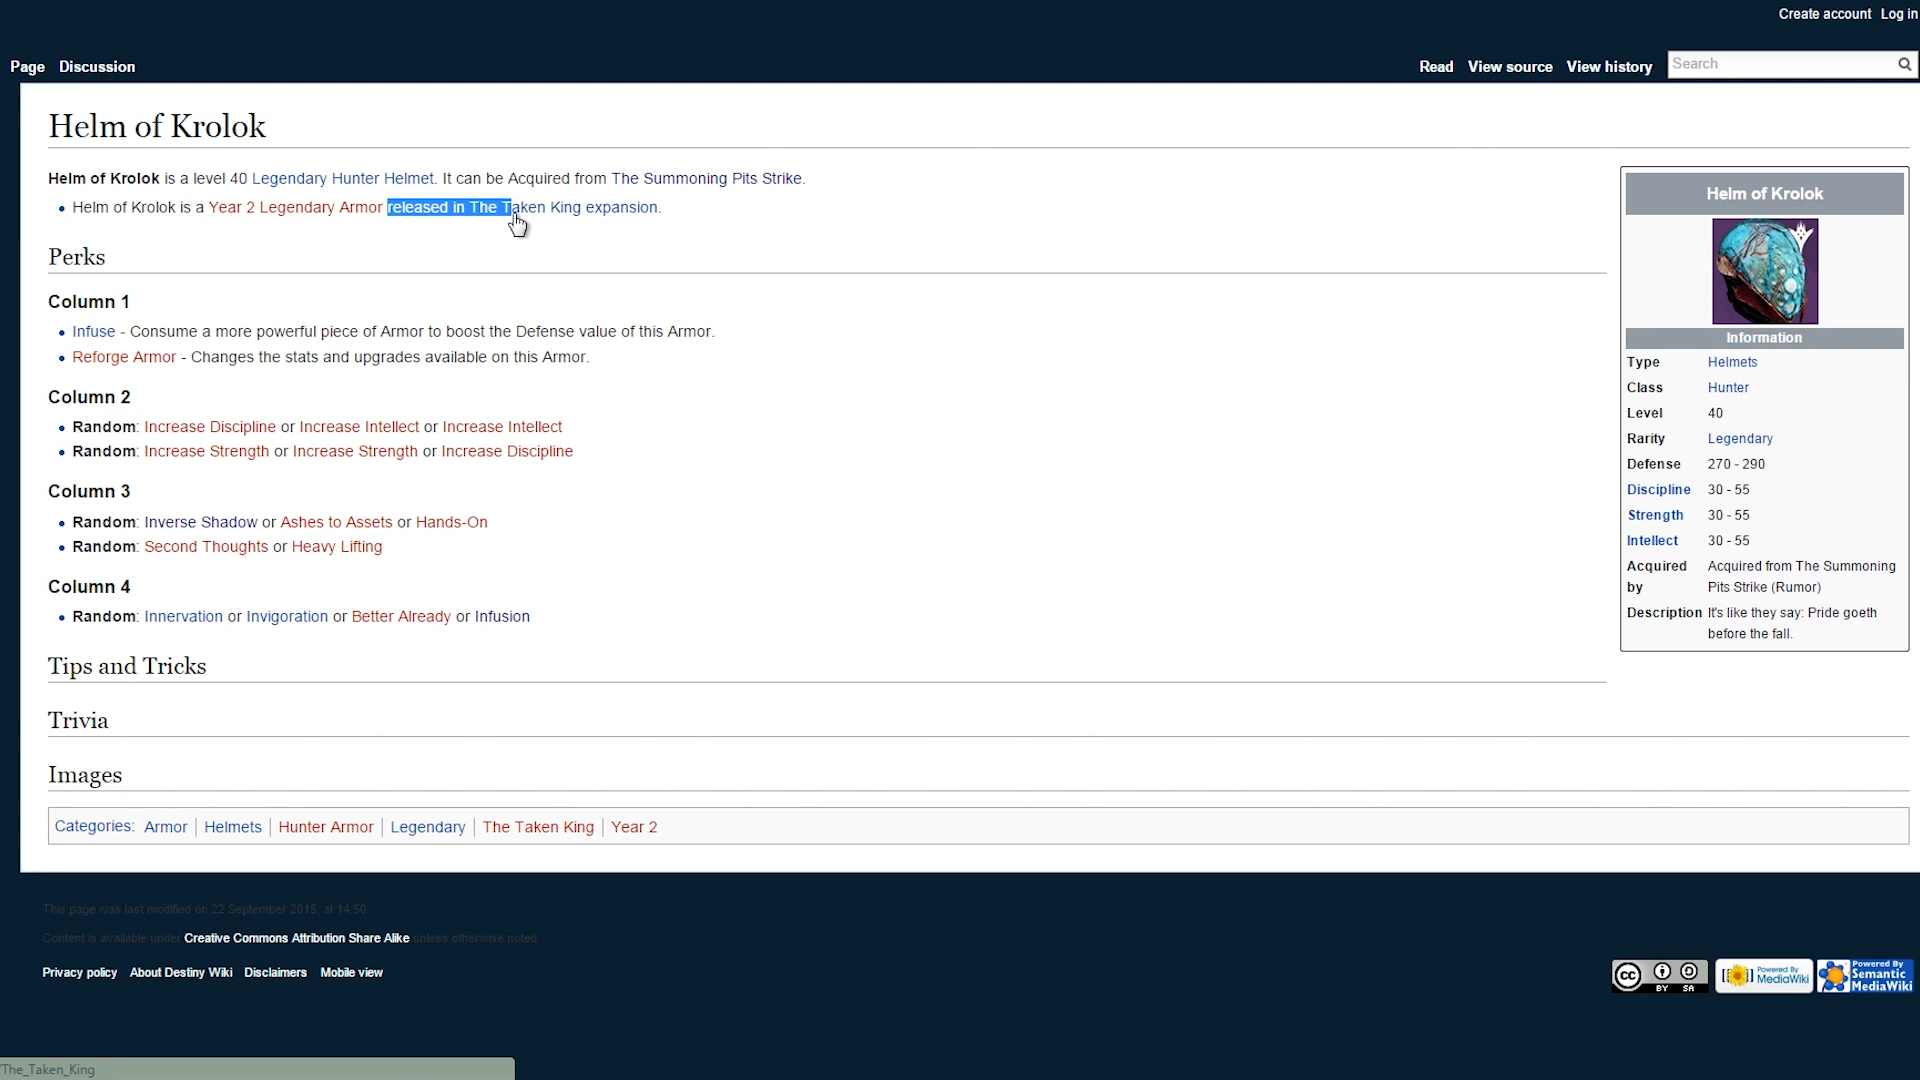 Create account Log in
Page Discussion Read View source View history Search
Helm of Krolok
Helm of Krolok is a level 40 Legendary Hunter Helmet. It can be Acquired from The Summoning Pits Strike.
Helm of Krolok is a Year 2 Legendary Armor released in The Taken King expansion.
Perks
Column 1
Infuse - Consume a more powerful piece of Armor to boost the Defense value of this Armor.
Reforge Armor - Changes the stats and upgrades available on this Armor.
Column 2
Random: Increase Discipline or Increase Intellect or Increase Intellect
Random: Increase Strength or Increase Strength or Increase Discipline
Column 3
Random: Inverse Shadow or Ashes to Assets or Hands-On
Random: Second Thoughts or Heavy Lifting
Column 4
Random: Innervation or Invigoration or Better Already or Infusion
Tips and Tricks
Trivia
Images
Helm of Krolok
Information
Type Helmets
Class Hunter
Level 40
Rarity Legendary
Defense 270 - 290
Discipline 30 - 55
Strength 30 - 55
Intellect 30 - 55
Acquired Acquired from The Summoning
by Pits Strike (Rumor)
Description It's like they say: Pride goeth
before the fall.
Categories: Armor Helmets Hunter Armor Legendary The Taken King Year 2
This page was last modified on 22 September 2015, at 14:50.
Content is available under Creative Commons Attribution Share Alike unless otherwise noted.
Privacy policy About Destiny Wiki Disclaimers Mobile view
cc BY SA
Powered By
MediaWiki
Powered By
Semantic
MediaWiki
/The_Taken_King